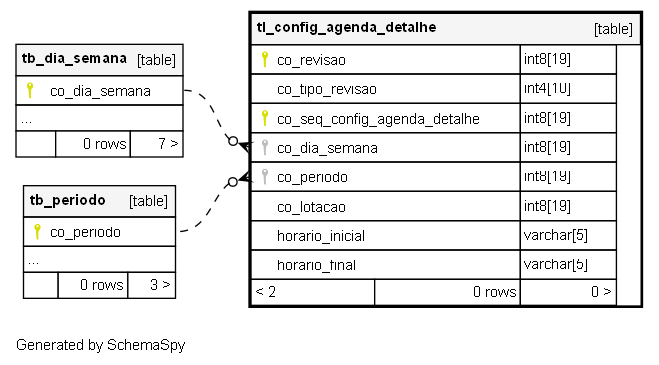 tb_dia_semana [table]
co_dia_semana
...
0 rows 7 >
tb_periodo [table]
co_periodo
...
0 rows 3 >
tl_config_agenda_detalhe [table]
co_revisao int8[19]
co_tipo_revisao int4[10]
co_seq_config_agenda_detalhe int8[19]
co_dia_semana int8[19]
co_periodo int8[19]
co_lotacao int8[19]
horario_inicial varchar[5]
horario_final varchar[5]
< 2 0 rows 0 >
Generated by SchemaSpy